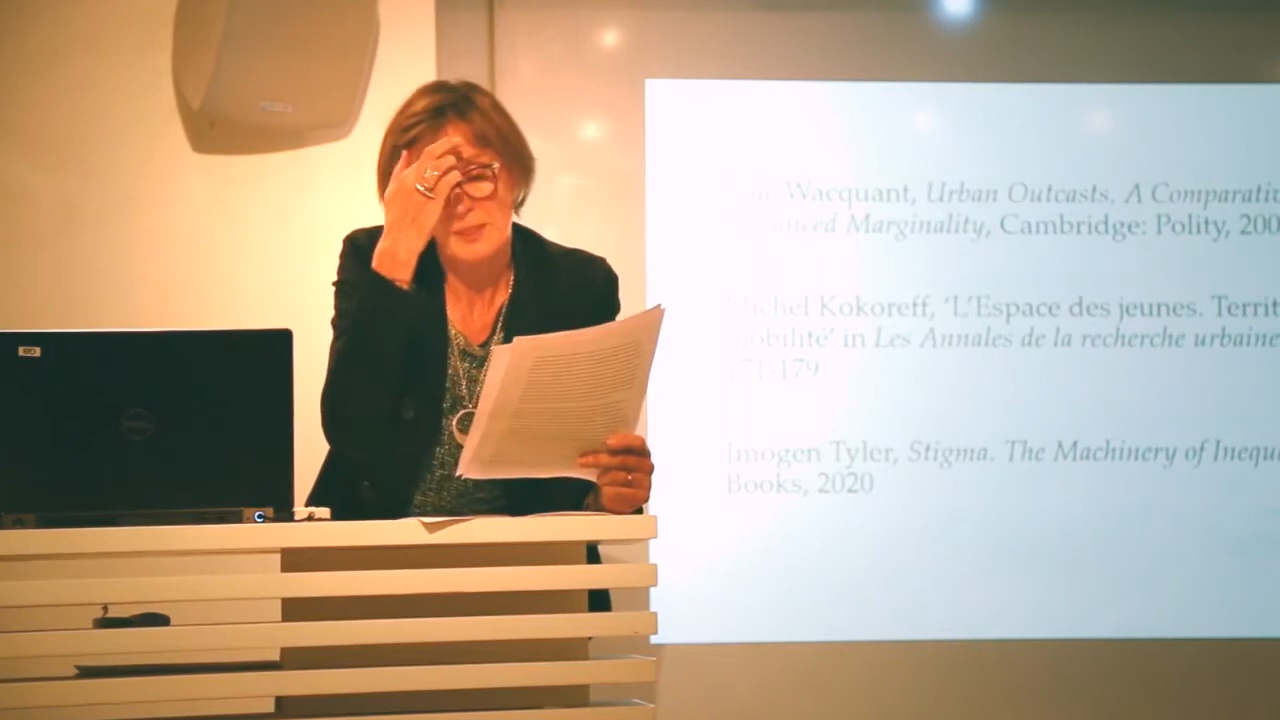 Wacquant, Urban Outcasts. A Comparativ
Marginality, Cambridge: Polity, 200
Michel Kokoreff, ‘L’Espace des jeunes. Territ
mobilité’ in Les Annales de la recherche urbaine
171-179
Imogen Tyler, Stigma. The Machinery of Inequ
Books, 2020
DELL